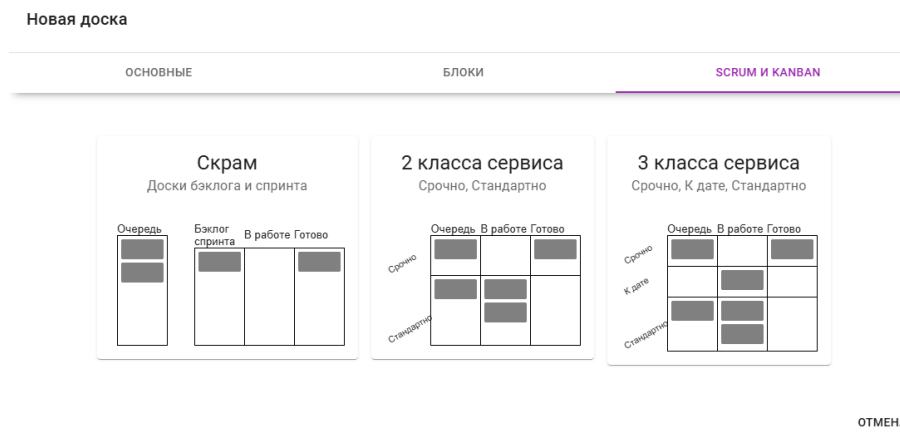 Новая доска
ОСНОВНЫЕ
БЛОКИ
SCRUM И KANBAN
Скрам
Доски бэклога и спринта
Очередь
Бэклог
спринта
В работе
Готово
2 класса сервиса
Срочно, Стандартно
Очередь
В работе
Готово
Срочно
Стандартно
3 класса сервиса
Срочно, К дате, Стандартно
Очередь
В работе
Готово
Срочно
К дате
Стандартно